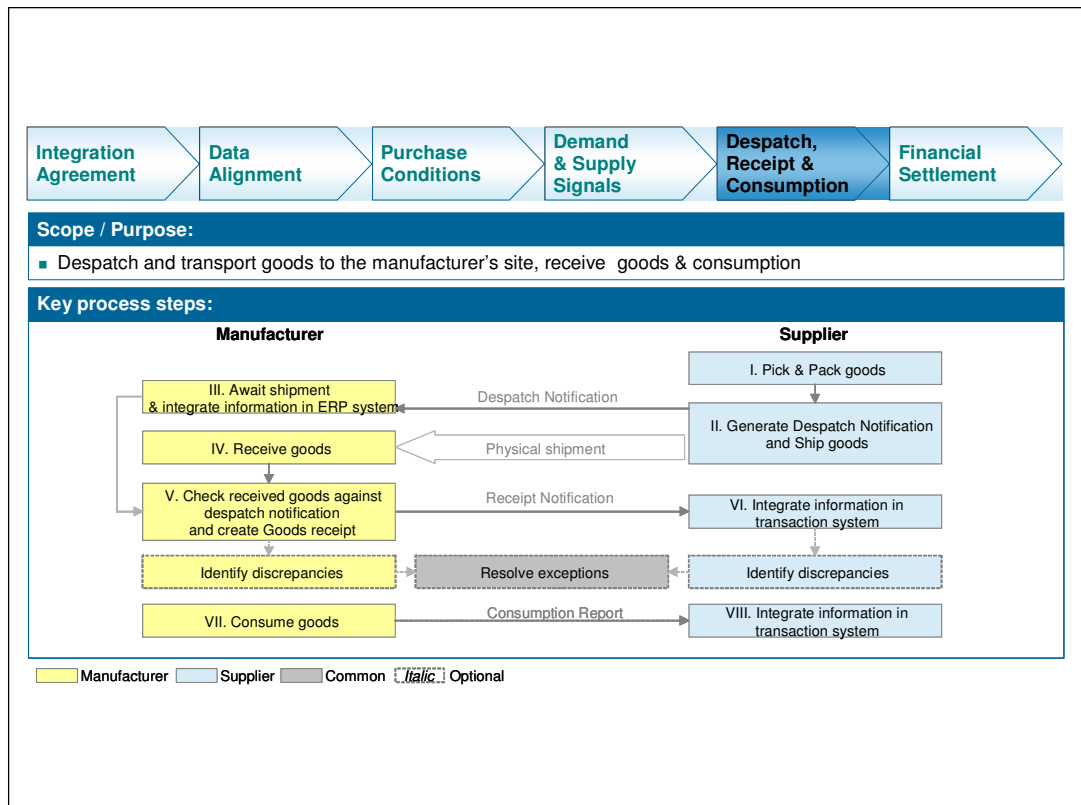 Integration
Agreement
Data
Alignment
Purchase
Conditions
Demand
& Supply
Signals
Despatch,
Receipt &
Consumption
Financial
Settlement
Scope / Purpose:
Despatch and transport goods to the manufacturer's site, receive goods & consumption
Key process steps:
Manufacturer
Supplier
I. Pick & Pack goods
III. Await shipment
& integrate information in ERP system
Despatch Notification
II. Generate Despatch Notification
and Ship goods
IV. Receive goods
Physical shipment
V. Check received goods against
despatch notification
and create Goods receipt
Receipt Notification
VI. Integrate information in
transaction system
Identify discrepancies
Resolve exceptions
Identify discrepancies
VII. Consume goods
Consumption Report
VIII. Integrate information in
transaction system
Manufacturer
Supplier
Common
Italic
Optional